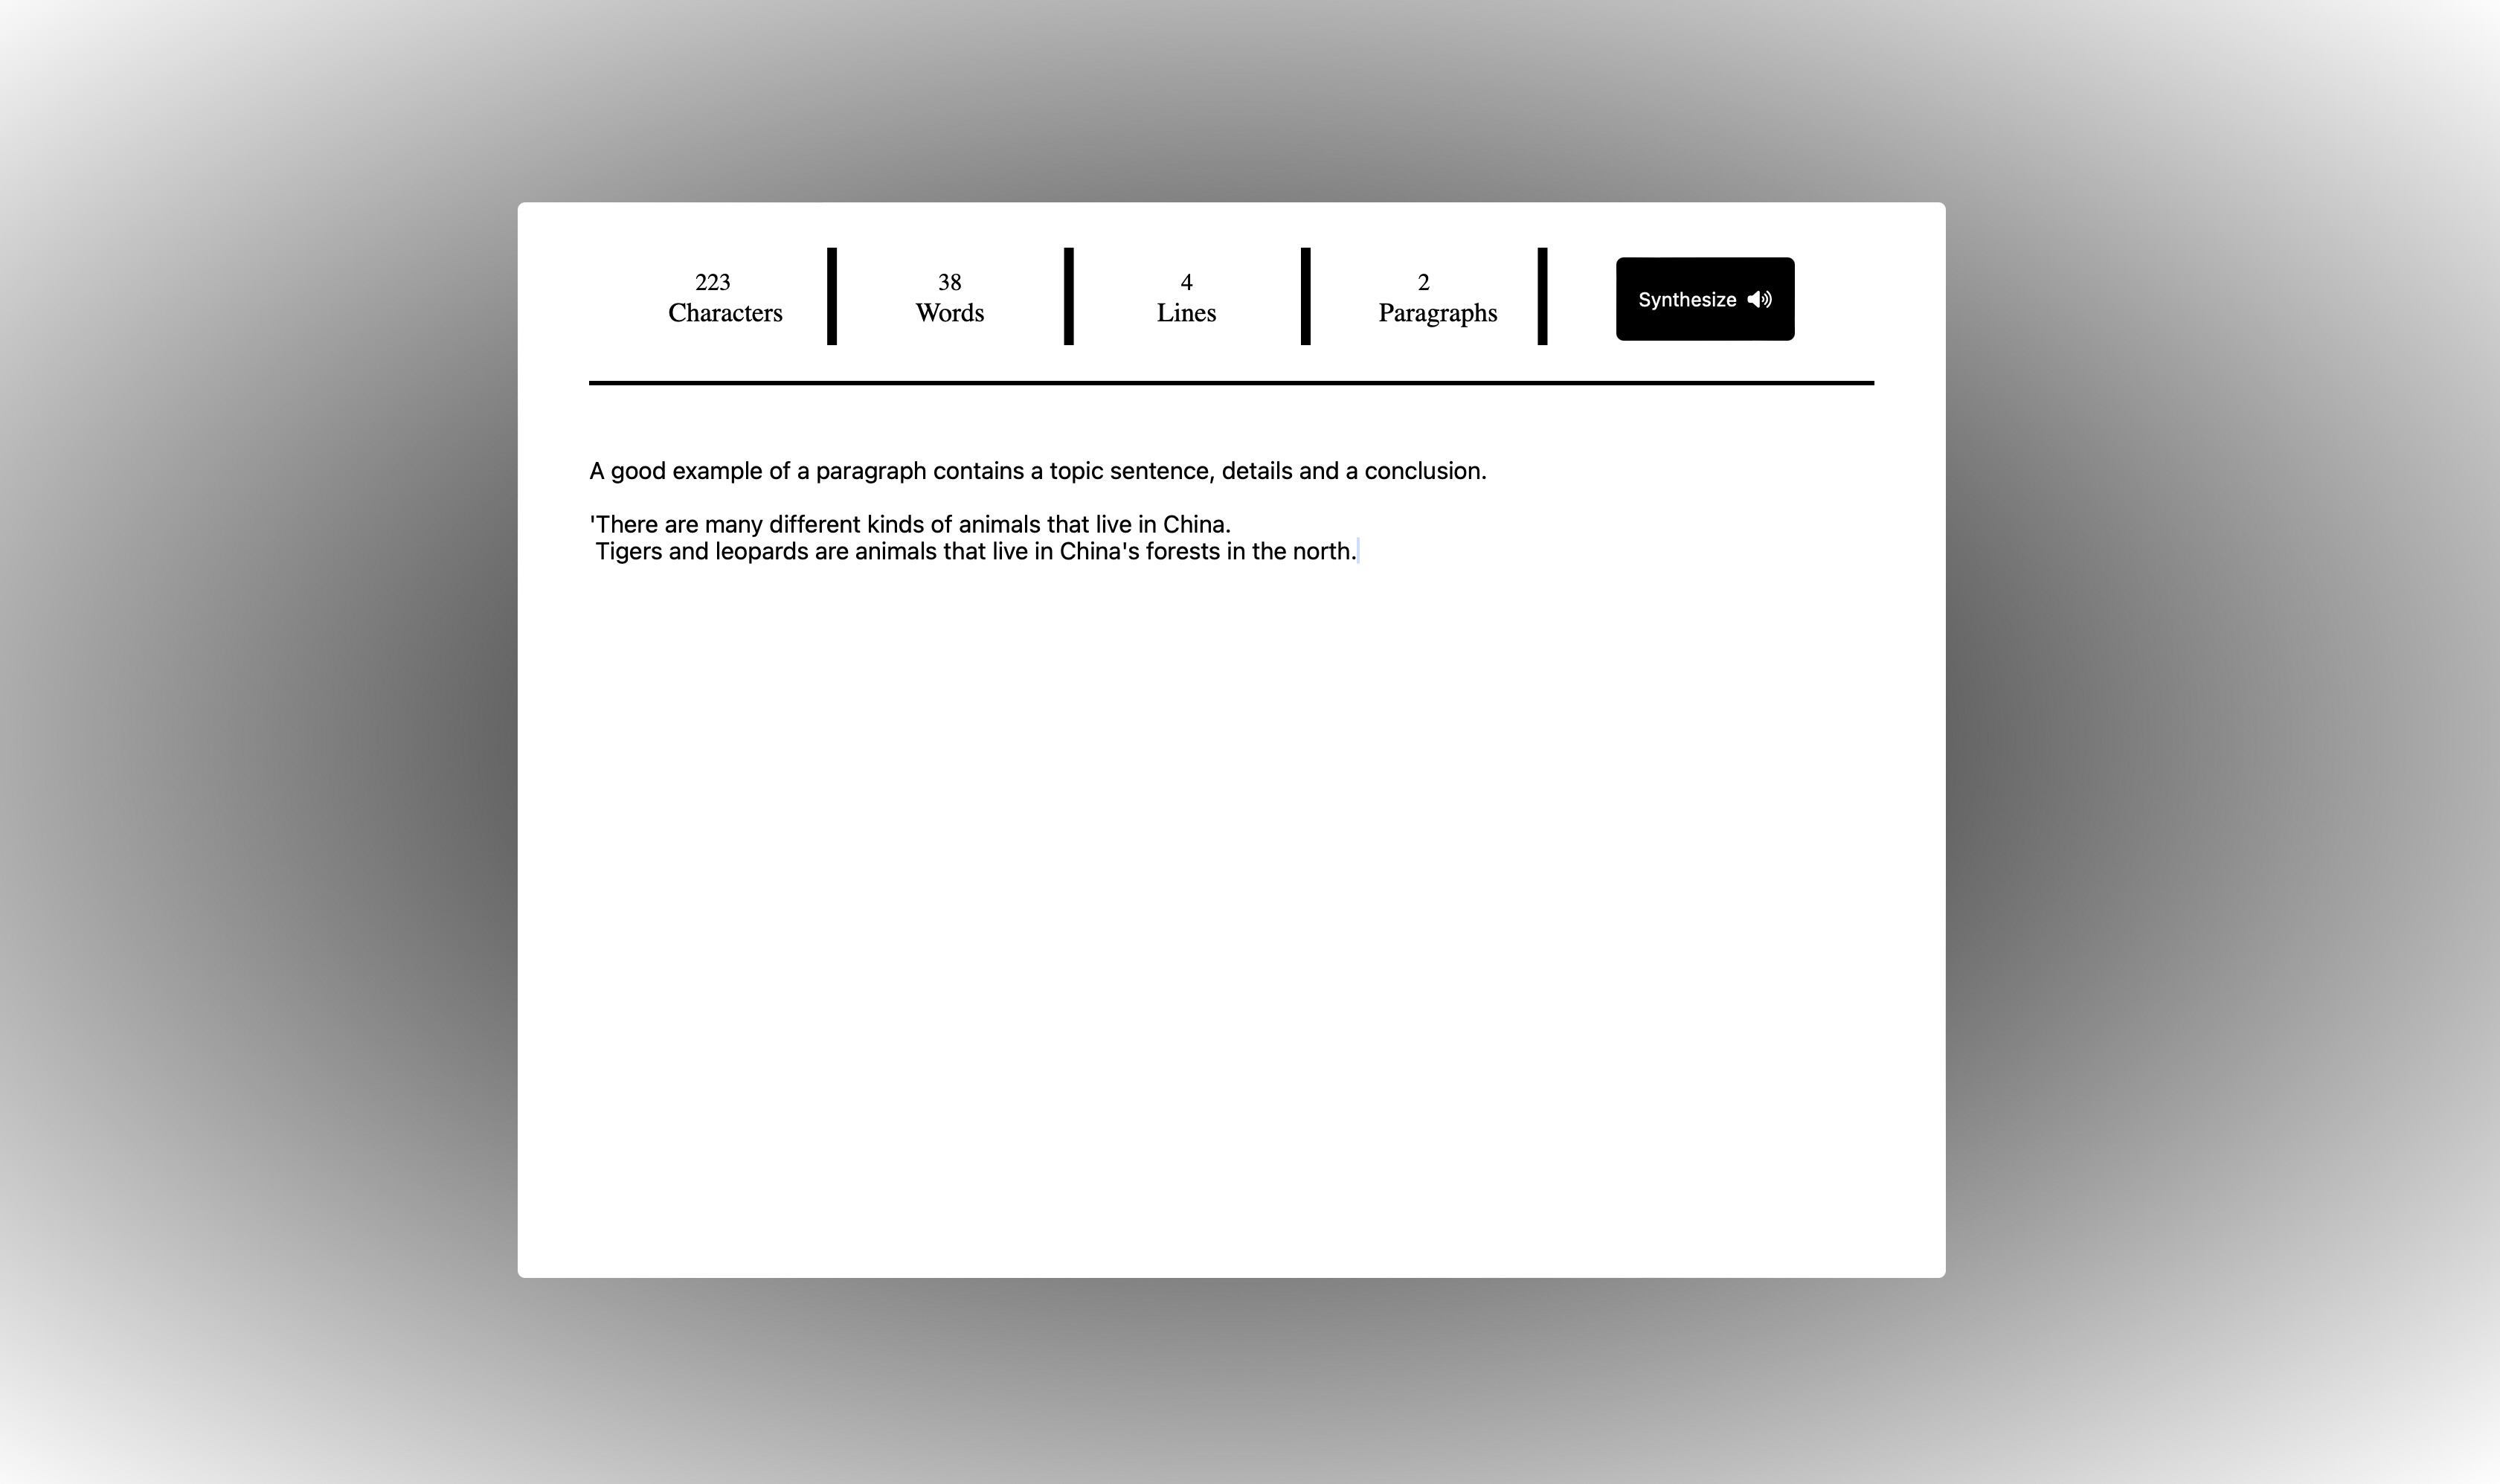 223
Characters
38
Words
4
Lines
2
Paragraphs
Synthesize
A good example of a paragraph contains a topic sentence, details and a conclusion.
'There are many different kinds of animals that live in China.
Tigers and leopards are animals that live in China's forests in the north.